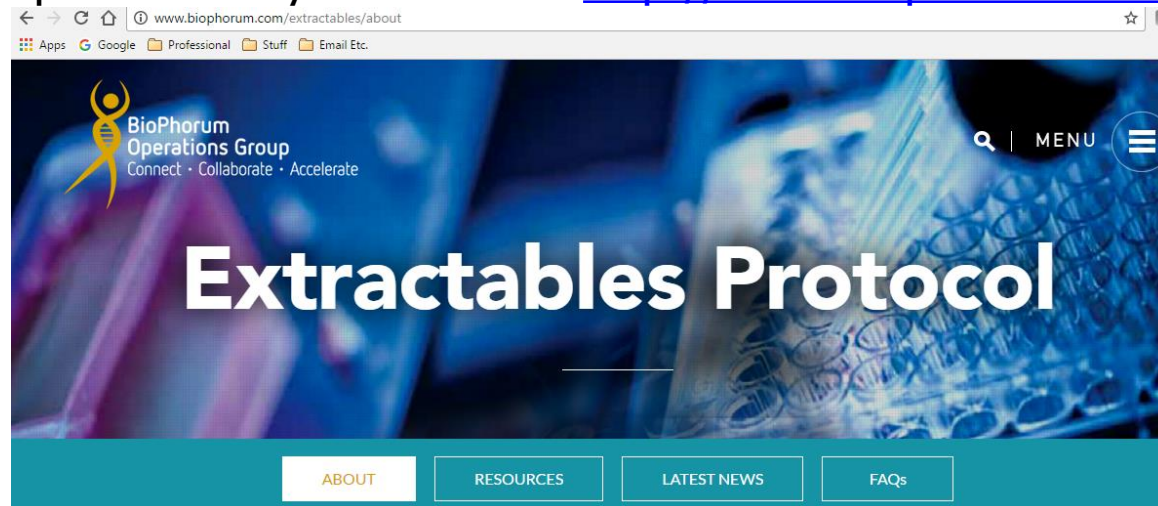 www.biophorum.com/extractables/about
Apps Google Professional Stuff Email Etc.
BioPhorum
Operations Group
Connect · Collaborate · Accelerate
MENU
Extractables Protocol
ABOUT RESOURCES LATEST NEWS FAQs